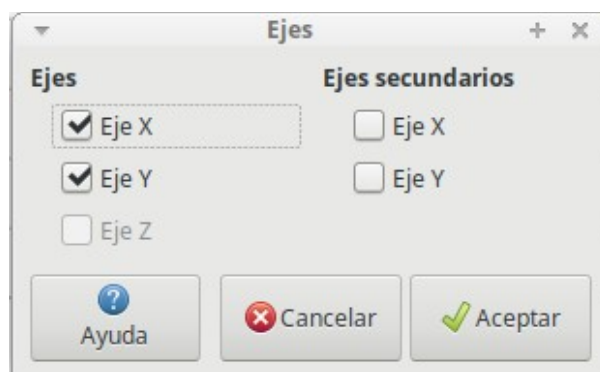 Ejes
Ejes
Eje X
Eje Y
Eje Z
Ejes secundarios
Eje X
Eje Y
Ayuda
Cancelar
Aceptar